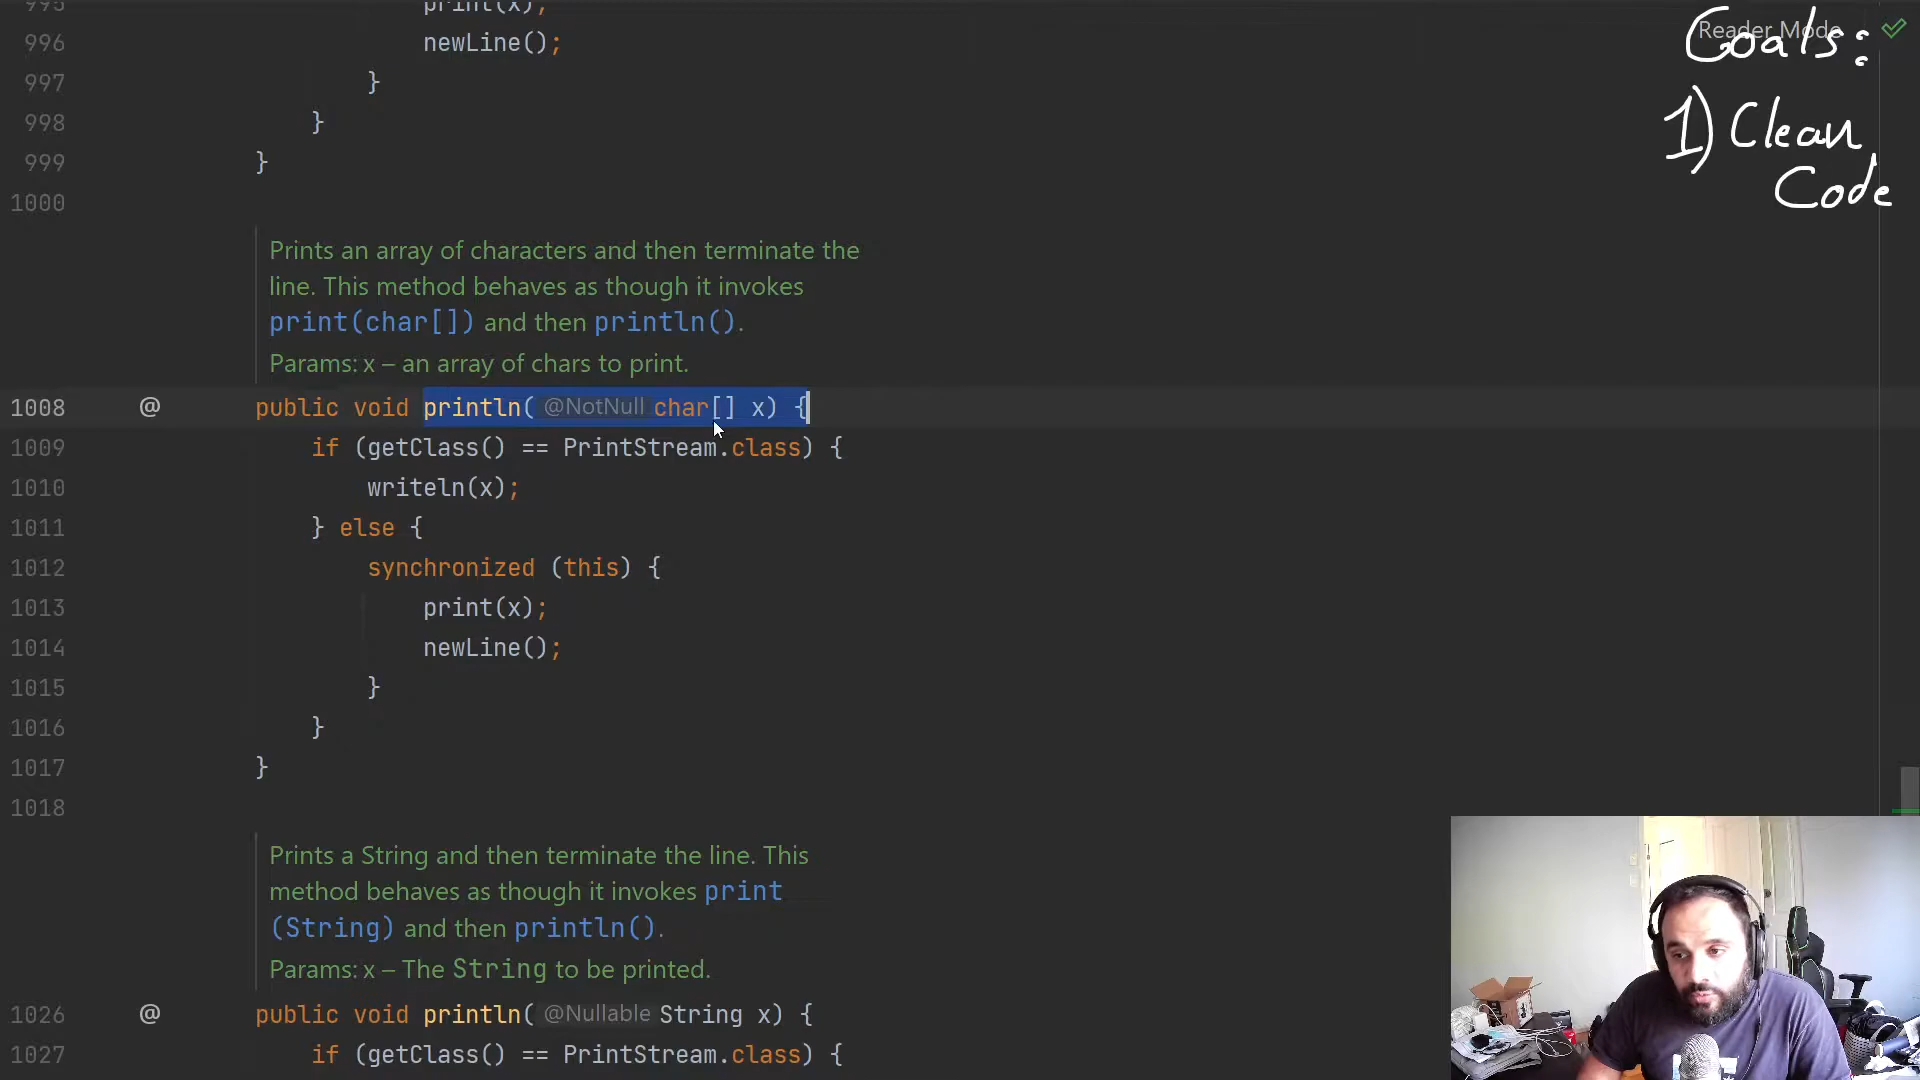 995 print(x);
996 newLine();
997 }
998 }
999 }
1000
Prints an array of characters and then terminate the
line. This method behaves as though it invokes
print(char[]) and then println().
Params: x – an array of chars to print.
1008 @ public void println( @NotNull char[] x) {
1009 if (getClass() == PrintStream.class) {
1010 writeln(x);
1011 } else {
1012 synchronized (this) {
1013 print(x);
1014 newLine();
1015 }
1016 }
1017 }
1018
Prints a String and then terminate the line. This
method behaves as though it invokes print
(String) and then println().
Params: x – The String to be printed.
1026 @ public void println( @Nullable String x) {
1027 if (getClass() == PrintStream.class) {
Reader Mode
Goals:
1) Clean
Code